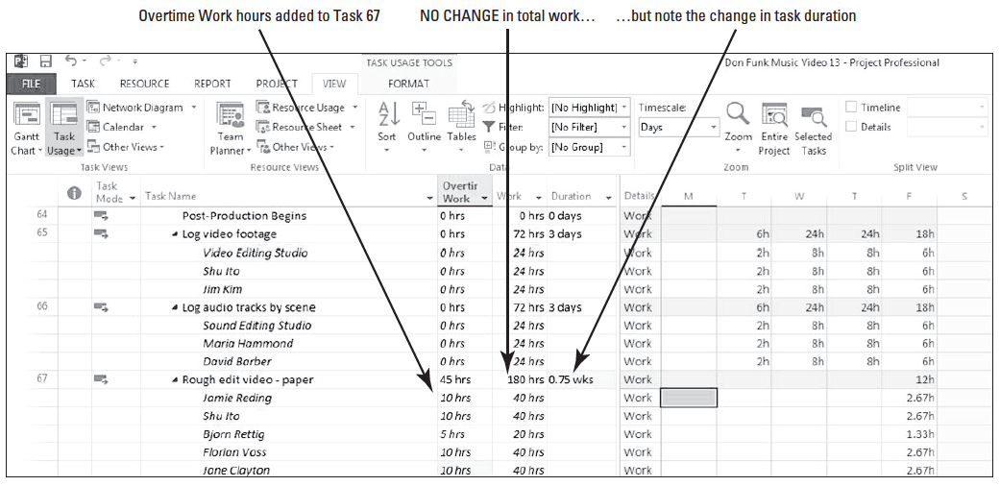 Overtime Work hours added to Task 67 NO CHANGE in total work… …but note the change in task duration
TASK USAGE TOOLS Don Funk Music Video 13 - Project Professional
FILE TASK RESOURCE REPORT PROJECT VIEW FORMAT
Network Diagram Resource Usage Highlight: [No Highlight] Timescale: Timeline
Calendar Resource Sheet Filter: [No Filter] Days Details
Gantt Chart Task Usage Other Views Team Planner Other Views Sort Outline Tables Group by: [No Group] Zoom Entire Project Selected Tasks
Task Views Resource Views Data Zoom Split View
Task Mode Task Name Overtir Work Work Duration Details M T W T F S
64 Post-Production Begins 0 hrs 0 hrs 0 days Work
65 Log video footage 0 hrs 72 hrs 3 days Work 6h 24h 24h 18h
Video Editing Studio 0 hrs 24 hrs Work 2h 8h 8h 6h
Shu Ito 0 hrs 24 hrs Work 2h 8h 8h 6h
Jim Kim 0 hrs 24 hrs Work 2h 8h 8h 6h
66 Log audio tracks by scene 0 hrs 72 hrs 3 days Work 6h 24h 24h 18h
Sound Editing Studio 0 hrs 24 hrs Work 2h 8h 8h 6h
Maria Hammond 0 hrs 24 hrs Work 2h 8h 8h 6h
David Barber 0 hrs 24 hrs Work 2h 8h 8h 6h
67 Rough edit video - paper 45 hrs 180 hrs 0.75 wks Work 12h
Jamie Reding 10 hrs 40 hrs Work 2.67h
Shu Ito 10 hrs 40 hrs Work 2.67h
Bjorn Rettig 5 hrs 20 hrs Work 1.33h
Florian Voss 10 hrs 40 hrs Work 2.67h
Jane Clayton 10 hrs 40 hrs Work 2.67h